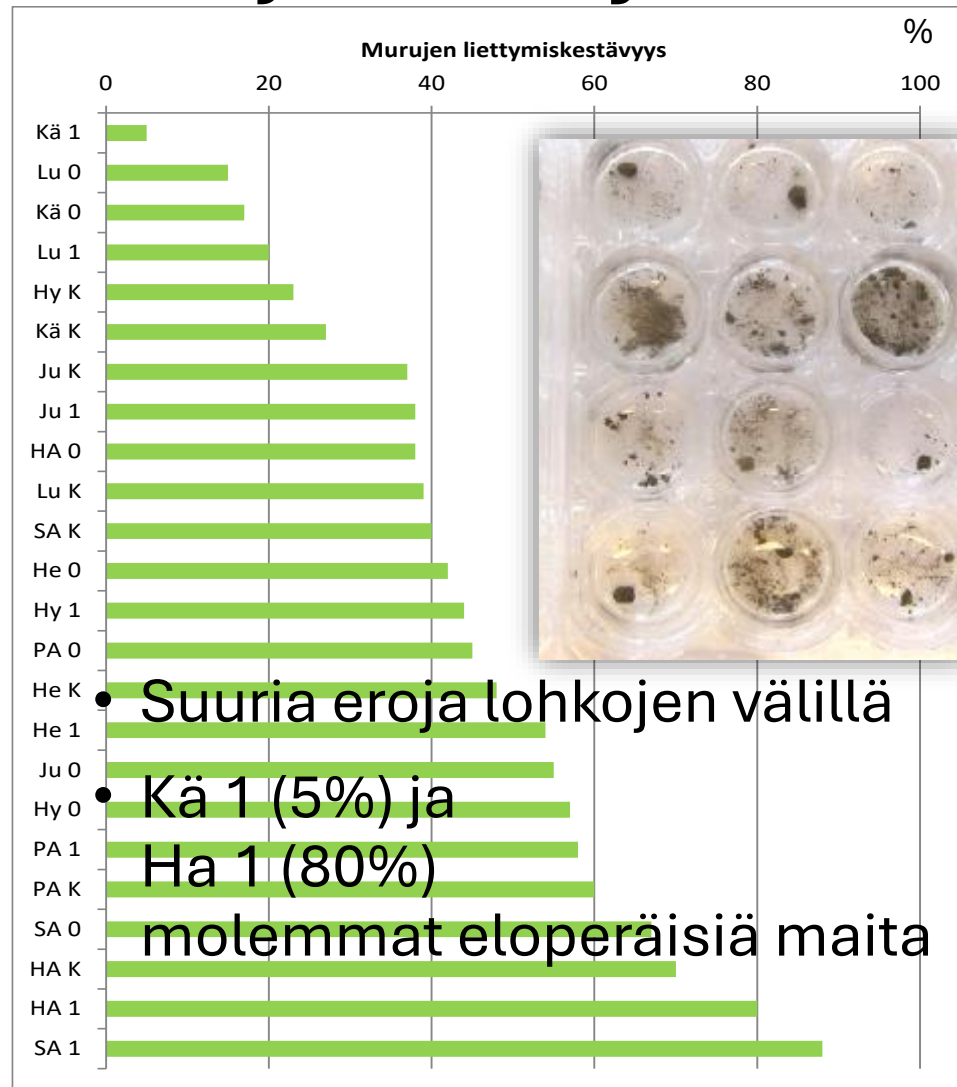 %
Murujen liettymiskestävyys
0 20 40 60 80 100
Kä 1
Lu 0
Kä 0
Lu 1
Hy K
Kä K
Ju K
Ju 1
HA 0
Lu K
SA K
He 0
Hy 1
PA 0
He K
He 1
Ju 0
Hy 0
PA 1
PA K
SA 0
HA K
HA 1
SA 1
• Suuria eroja lohkojen välillä
• Kä 1 (5%) ja
Ha 1 (80%)
molemmat eloperäisiä maita